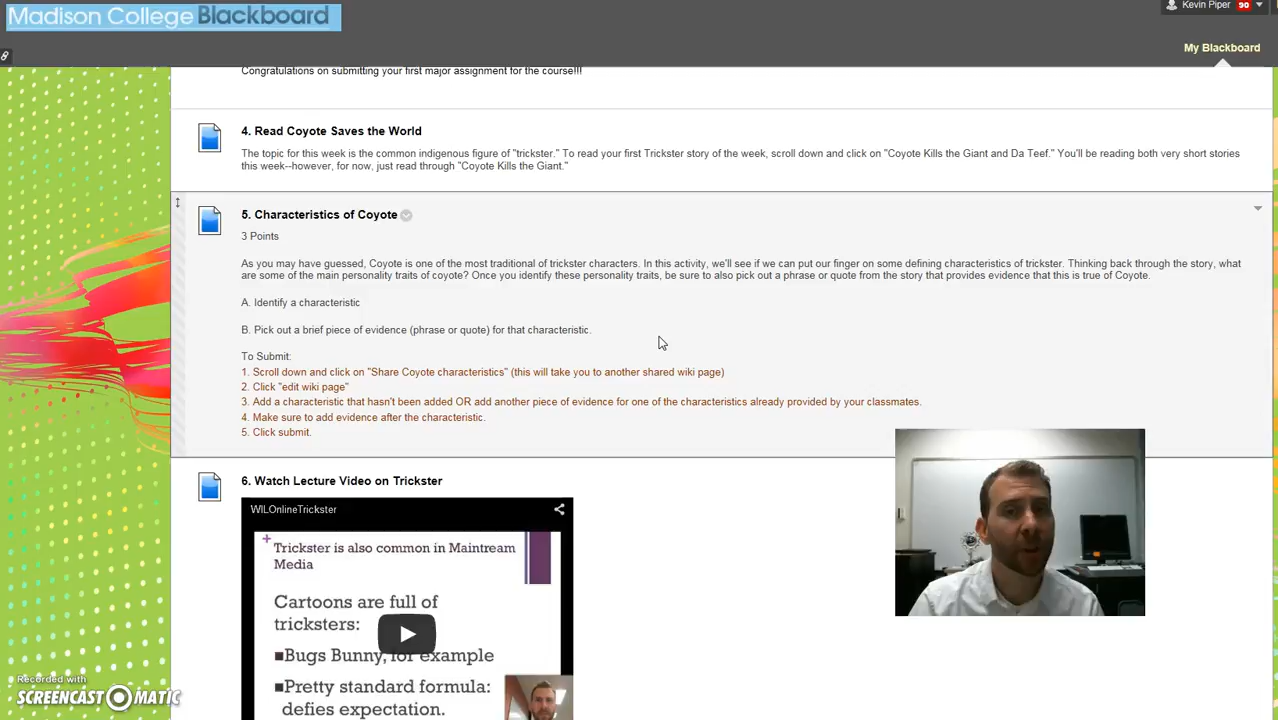 Madison College Blackboard
Kevin Piper 90
My Blackboard
Congratulations on submitting your first major assignment for the course!!!
4. Read Coyote Saves the World
The topic for this week is the common indigenous figure of "trickster." To read your first Trickster story of the week, scroll down and click on "Coyote Kills the Giant and Da Teef." You'll be reading both very short stories
this week--however, for now, just read through "Coyote Kills the Giant."
5. Characteristics of Coyote
3 Points
As you may have guessed, Coyote is one of the most traditional of trickster characters. In this activity, we'll see if we can put our finger on some defining characteristics of trickster. Thinking back through the story, what
are some of the main personality traits of coyote? Once you identify these personality traits, be sure to also pick out a phrase or quote from the story that provides evidence that this is true of Coyote.
A. Identify a characteristic
B. Pick out a brief piece of evidence (phrase or quote) for that characteristic.
To Submit:
1. Scroll down and click on "Share Coyote characteristics" (this will take you to another shared wiki page)
2. Click "edit wiki page"
3. Add a characteristic that hasn't been added OR add another piece of evidence for one of the characteristics already provided by your classmates.
4. Make sure to add evidence after the characteristic.
5. Click submit.
6. Watch Lecture Video on Trickster
WILOnlineTrickster
+ Trickster is also common in Maintream
Media
Cartoons are full of
tricksters:
■Bugs Bunny, for example
■Pretty standard formula:
defies expectation.
Recorded with
SCREENCAST-O-MATIC